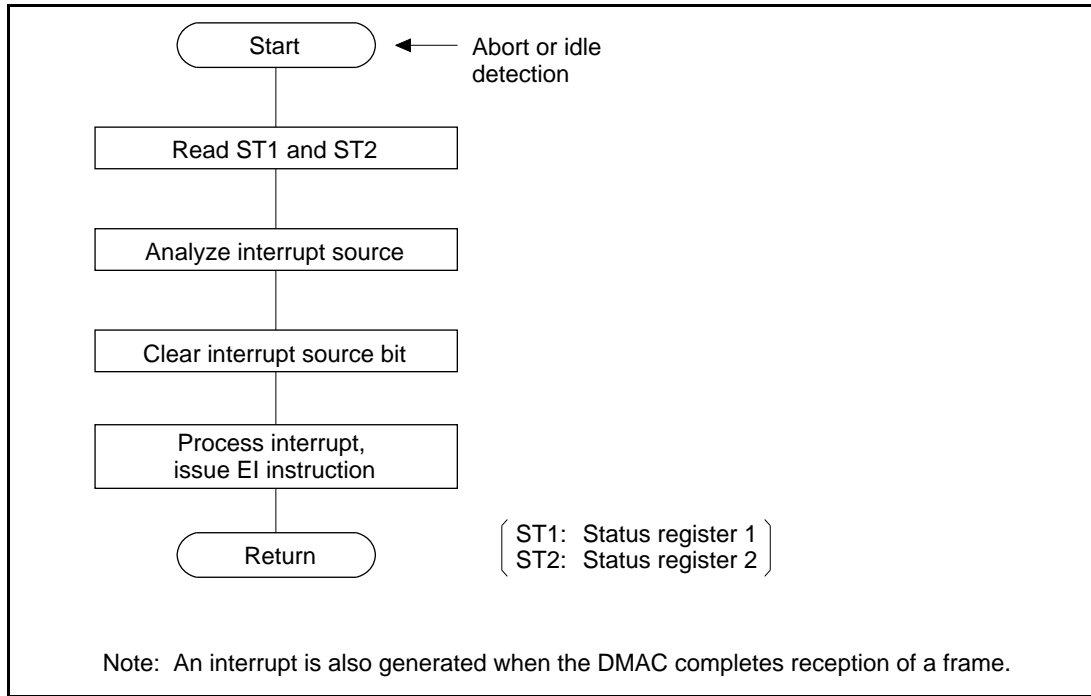 Start
Abort or idle
detection
Read ST1 and ST2
Analyze interrupt source
Clear interrupt source bit
Process interrupt,
issue EI instruction
Return
ST1: Status register 1
ST2: Status register 2
Note: An interrupt is also generated when the DMAC completes reception of a frame.